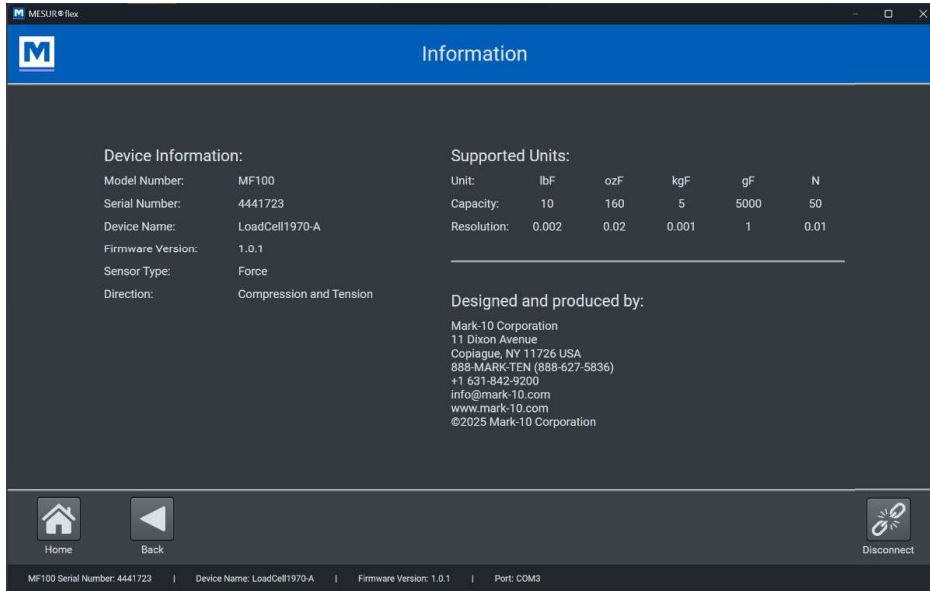 M MESUR®flex
M
Information
Device Information:
Model Number: MF100
Serial Number: 4441723
Device Name: LoadCell1970-A
Firmware Version: 1.0.1
Sensor Type: Force
Direction: Compression and Tension
Supported Units:
Unit: lbF ozF kgF gF N
Capacity: 10 160 5 5000 50
Resolution: 0.002 0.02 0.001 1 0.01
Designed and produced by:
Mark-10 Corporation
11 Dixon Avenue
Copiague, NY 11726 USA
888-MARK-TEN (888-627-5836)
+1 631-842-9200
info@mark-10.com
www.mark-10.com
©2025 Mark-10 Corporation
Home Back Disconnect
MF100 Serial Number: 4441723 | Device Name: LoadCell1970-A | Firmware Version: 1.0.1 | Port: COM3